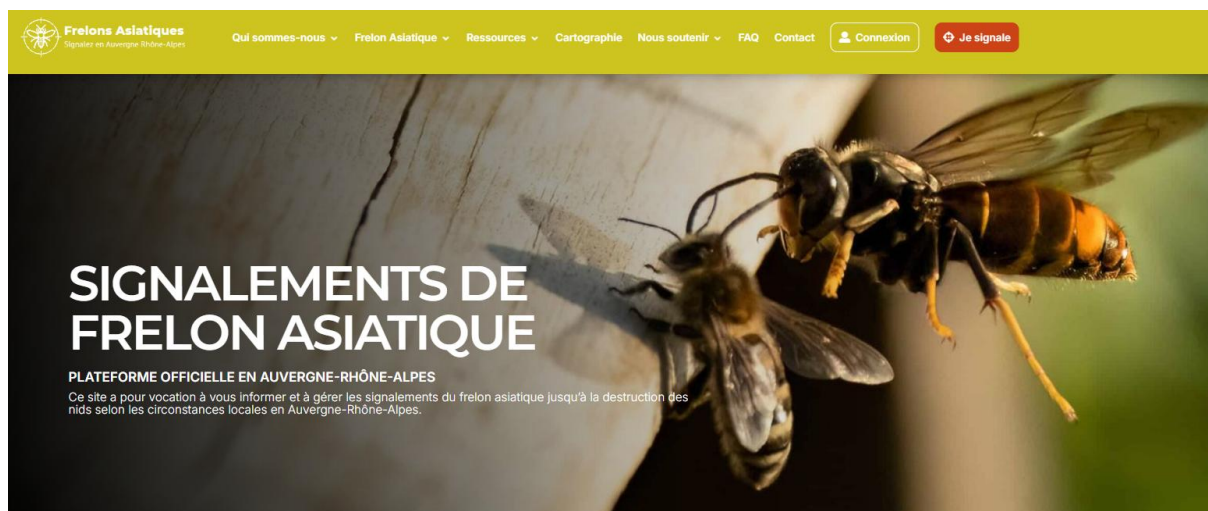 Frelons Asiatiques
Signalez en Auvergne Rhône-Alpes
Qui sommes-nous
Frelon Asiatique
Ressources
Cartographie
Nous soutenir
FAQ
Contact
Connexion
Je signale
SIGNALEMENTS DE
FRELON ASIATIQUE
PLATEFORME OFFICIELLE EN AUVERGNE-RHÔNE-ALPES
Ce site a pour vocation à vous informer et à gérer les signalements du frelon asiatique jusqu'à la destruction des
nids selon les circonstances locales en Auvergne-Rhône-Alpes.